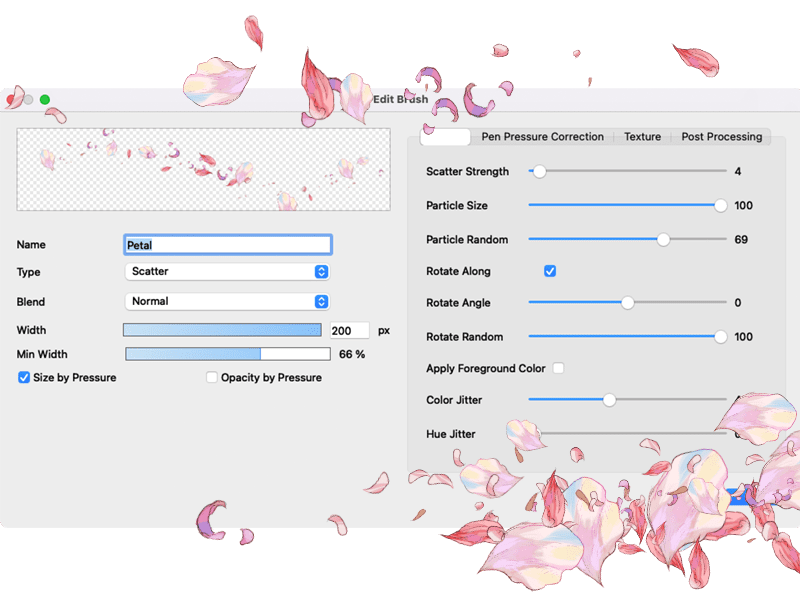 Edit Brush
Pen Pressure Correction Texture Post Processing
Scatter Strength 4
Particle Size 100
Particle Random 69
Rotate Along
Rotate Angle 0
Rotate Random 100
Apply Foreground Color
Color Jitter
Hue Jitter
Name Petal
Type Scatter
Blend Normal
Width 200 px
Min Width 66 %
Size by Pressure Opacity by Pressure